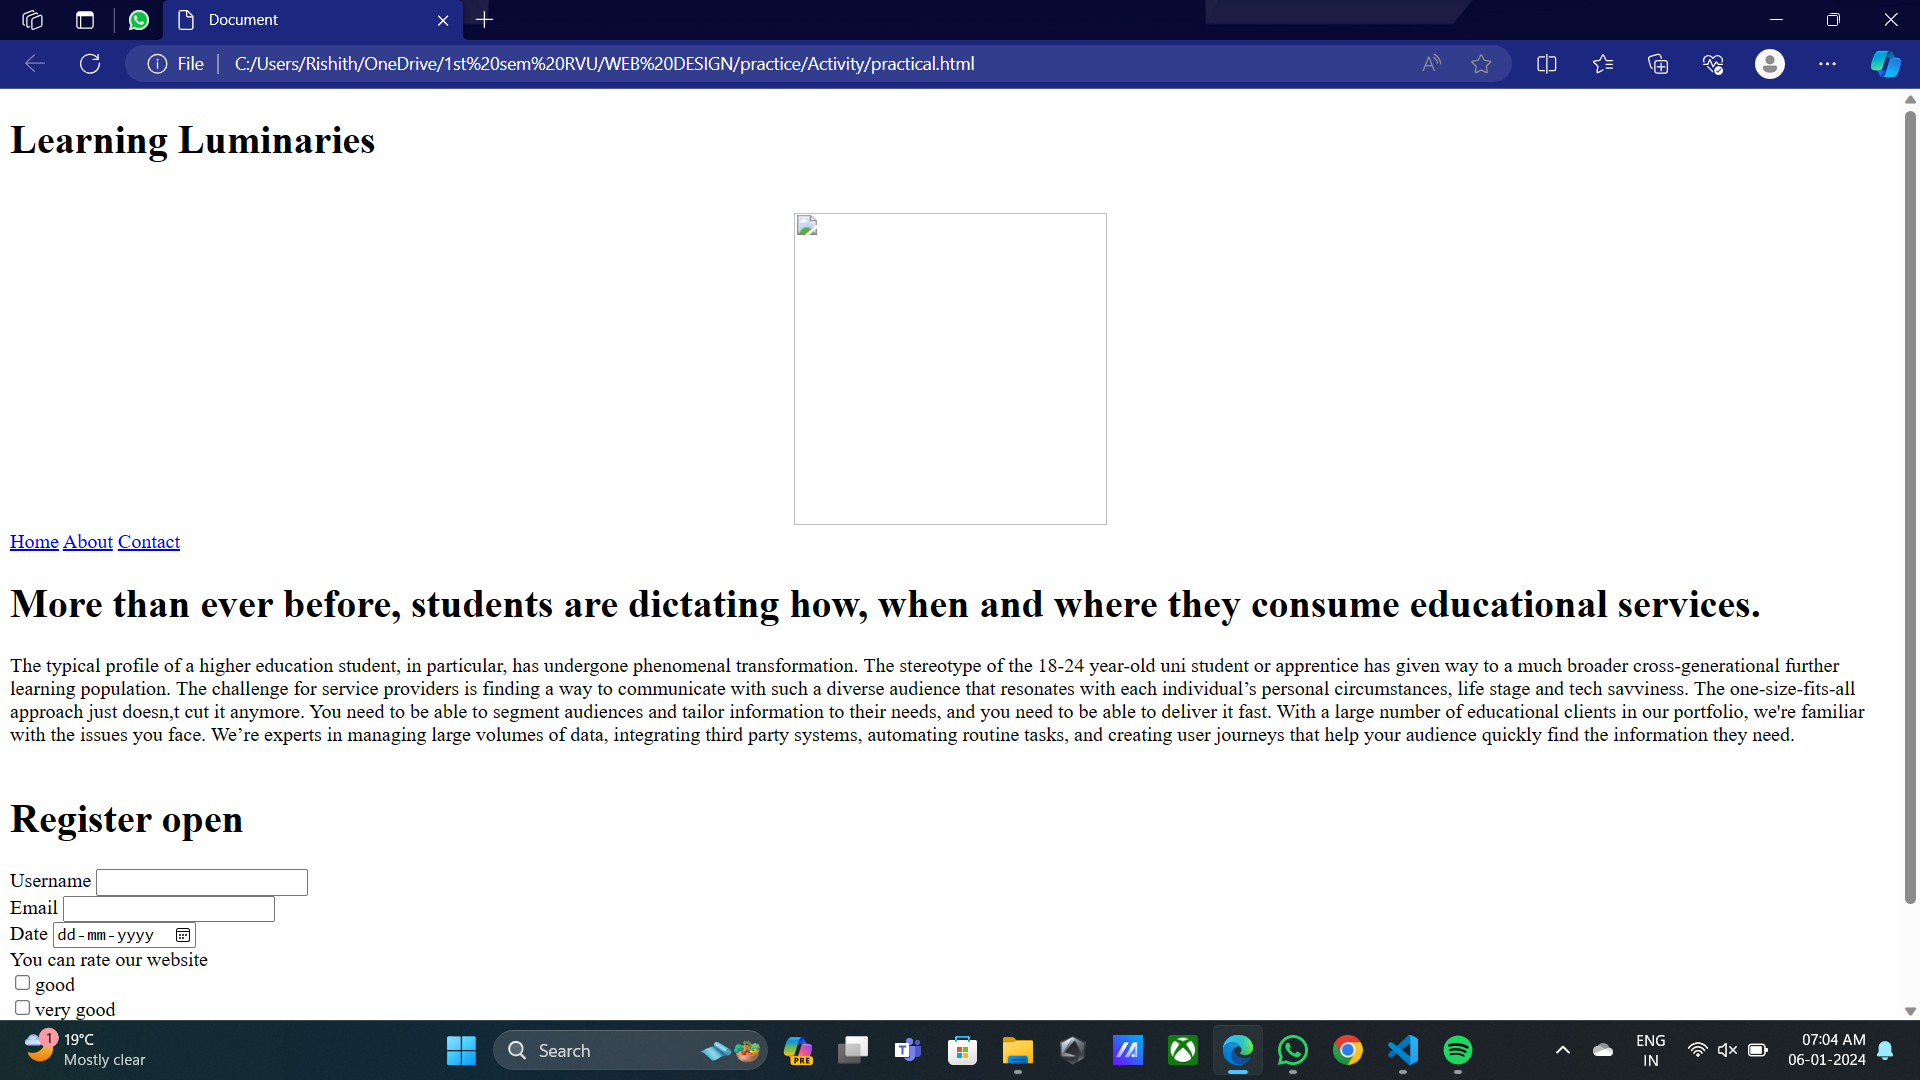 Document
File
C:/Users/Rishith/OneDrive/1st%20sem%20RVU/WEB%20DESIGN/practice/Activity/practical.html
Learning Luminaries
Home About Contact
More than ever before, students are dictating how, when and where they consume educational services.
The typical profile of a higher education student, in particular, has undergone phenomenal transformation. The stereotype of the 18-24 year-old uni student or apprentice has given way to a much broader cross-generational further
learning population. The challenge for service providers is finding a way to communicate with such a diverse audience that resonates with each individual’s personal circumstances, life stage and tech savviness. The one-size-fits-all
approach just doesn,t cut it anymore. You need to be able to segment audiences and tailor information to their needs, and you need to be able to deliver it fast. With a large number of educational clients in our portfolio, we're familiar
with the issues you face. We’re experts in managing large volumes of data, integrating third party systems, automating routine tasks, and creating user journeys that help your audience quickly find the information they need.
Register open
Username
Email
Date dd-mm-yyyy
You can rate our website
good
very good
1
19°C
Mostly clear
Search
PRE
ENG
IN
07:04 AM
06-01-2024